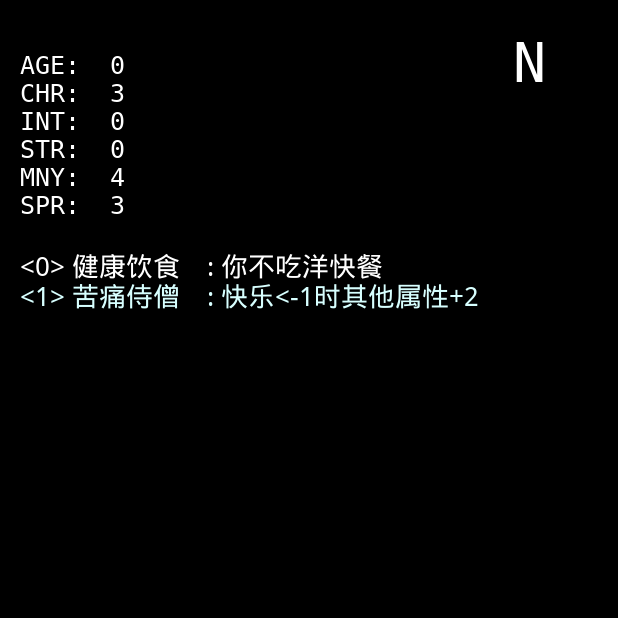 N
AGE: 0
CHR: 3
INT: 0
STR: 0
MNY: 4
SPR: 3
<0> 健康饮食 : 你不吃洋快餐
<1> 苦痛侍僧 : 快乐<-1时其他属性+2